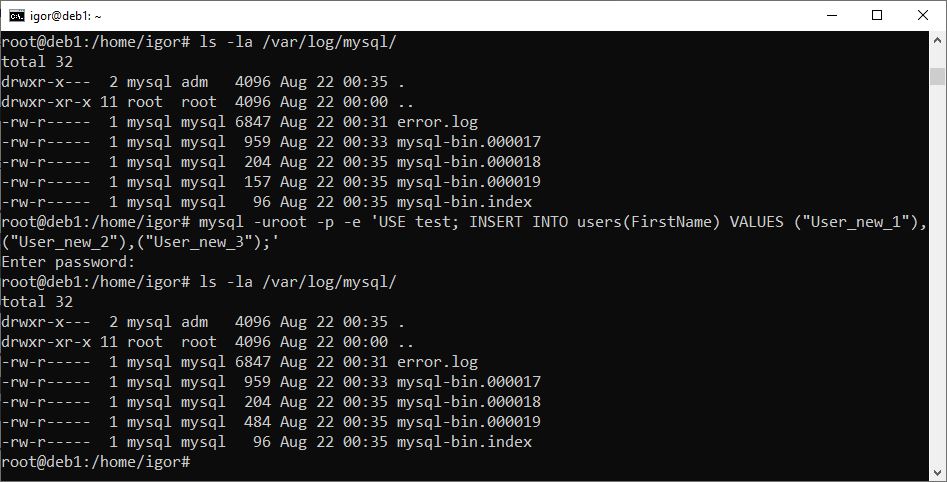 igor@deb1: ~
root@deb1:/home/igor# ls -la /var/log/mysql/
total 32
drwxr-x---  2 mysql adm   4096 Aug 22 00:35 .
drwxr-xr-x 11 root  root  4096 Aug 22 00:00 ..
-rw-r-----  1 mysql mysql 6847 Aug 22 00:31 error.log
-rw-r-----  1 mysql mysql  959 Aug 22 00:33 mysql-bin.000017
-rw-r-----  1 mysql mysql  204 Aug 22 00:35 mysql-bin.000018
-rw-r-----  1 mysql mysql  157 Aug 22 00:35 mysql-bin.000019
-rw-r-----  1 mysql mysql   96 Aug 22 00:35 mysql-bin.index
root@deb1:/home/igor# mysql -uroot -p -e 'USE test; INSERT INTO users(FirstName) VALUES ("User_new_1"),
("User_new_2"),("User_new_3");'
Enter password:
root@deb1:/home/igor# ls -la /var/log/mysql/
total 32
drwxr-x---  2 mysql adm   4096 Aug 22 00:35 .
drwxr-xr-x 11 root  root  4096 Aug 22 00:00 ..
-rw-r-----  1 mysql mysql 6847 Aug 22 00:31 error.log
-rw-r-----  1 mysql mysql  959 Aug 22 00:33 mysql-bin.000017
-rw-r-----  1 mysql mysql  204 Aug 22 00:35 mysql-bin.000018
-rw-r-----  1 mysql mysql  484 Aug 22 00:35 mysql-bin.000019
-rw-r-----  1 mysql mysql   96 Aug 22 00:35 mysql-bin.index
root@deb1:/home/igor#